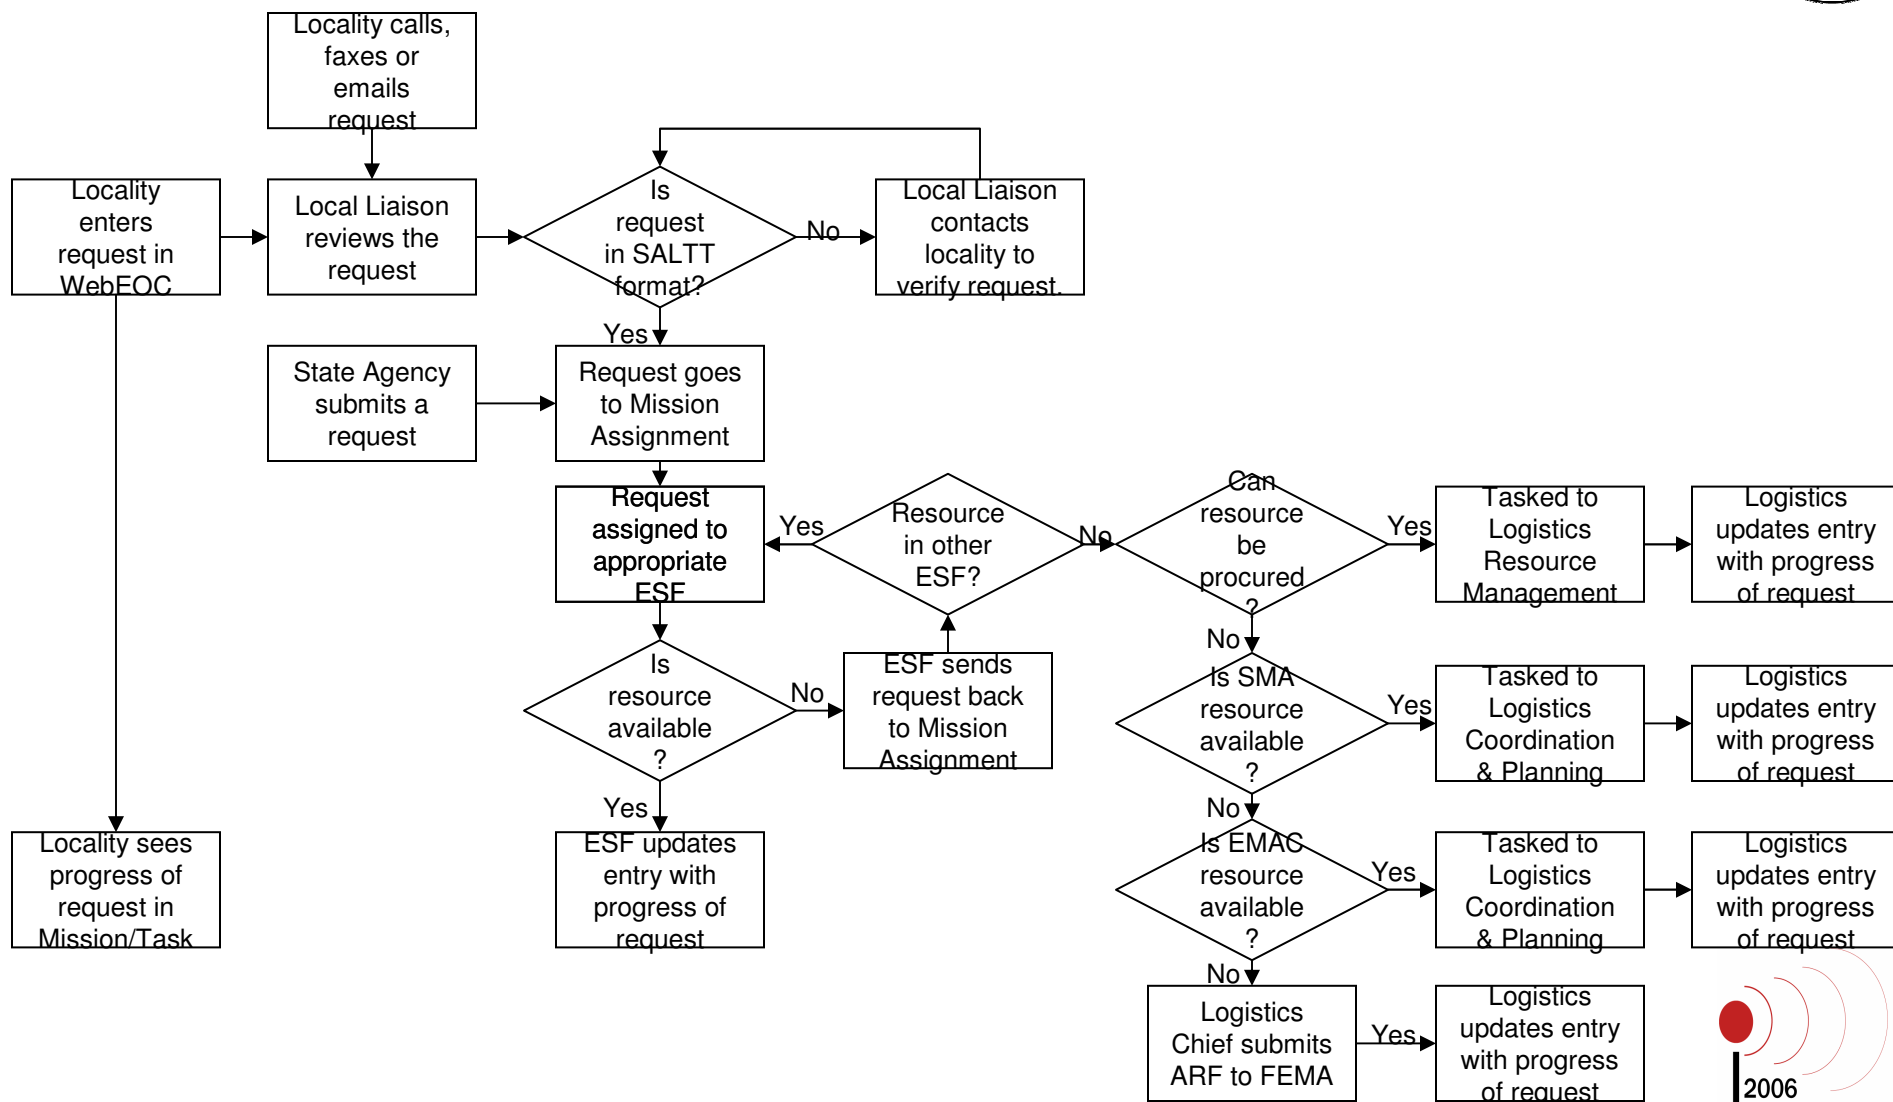 Locality calls,
faxes or
emails
request
Locality
enters
request in
WebEOC
Local Liaison
reviews the
request
Is
request
in SALTT
format?
No
Local Liaison
contacts
locality to
verify request.
Yes
State Agency
submits a
request
Request goes
to Mission
Assignment
Request
assigned to
appropriate
ESF
Yes
Resource
in other
ESF?
No
Can
resource
be
procured
?
Yes
Tasked to
Logistics
Resource
Management
Logistics
updates entry
with progress
of request
Is
resource
available
?
No
ESF sends
request back
to Mission
Assignment
No
Is SMA
resource
available
?
Yes
Tasked to
Logistics
Coordination
& Planning
Logistics
updates entry
with progress
of request
Yes
No
Locality sees
progress of
request in
Mission/Task
ESF updates
entry with
progress of
request
Is EMAC
resource
available
?
Yes
Tasked to
Logistics
Coordination
& Planning
Logistics
updates entry
with progress
of request
No
Logistics
Chief submits
ARF to FEMA
Yes
Logistics
updates entry
with progress
of request
2006